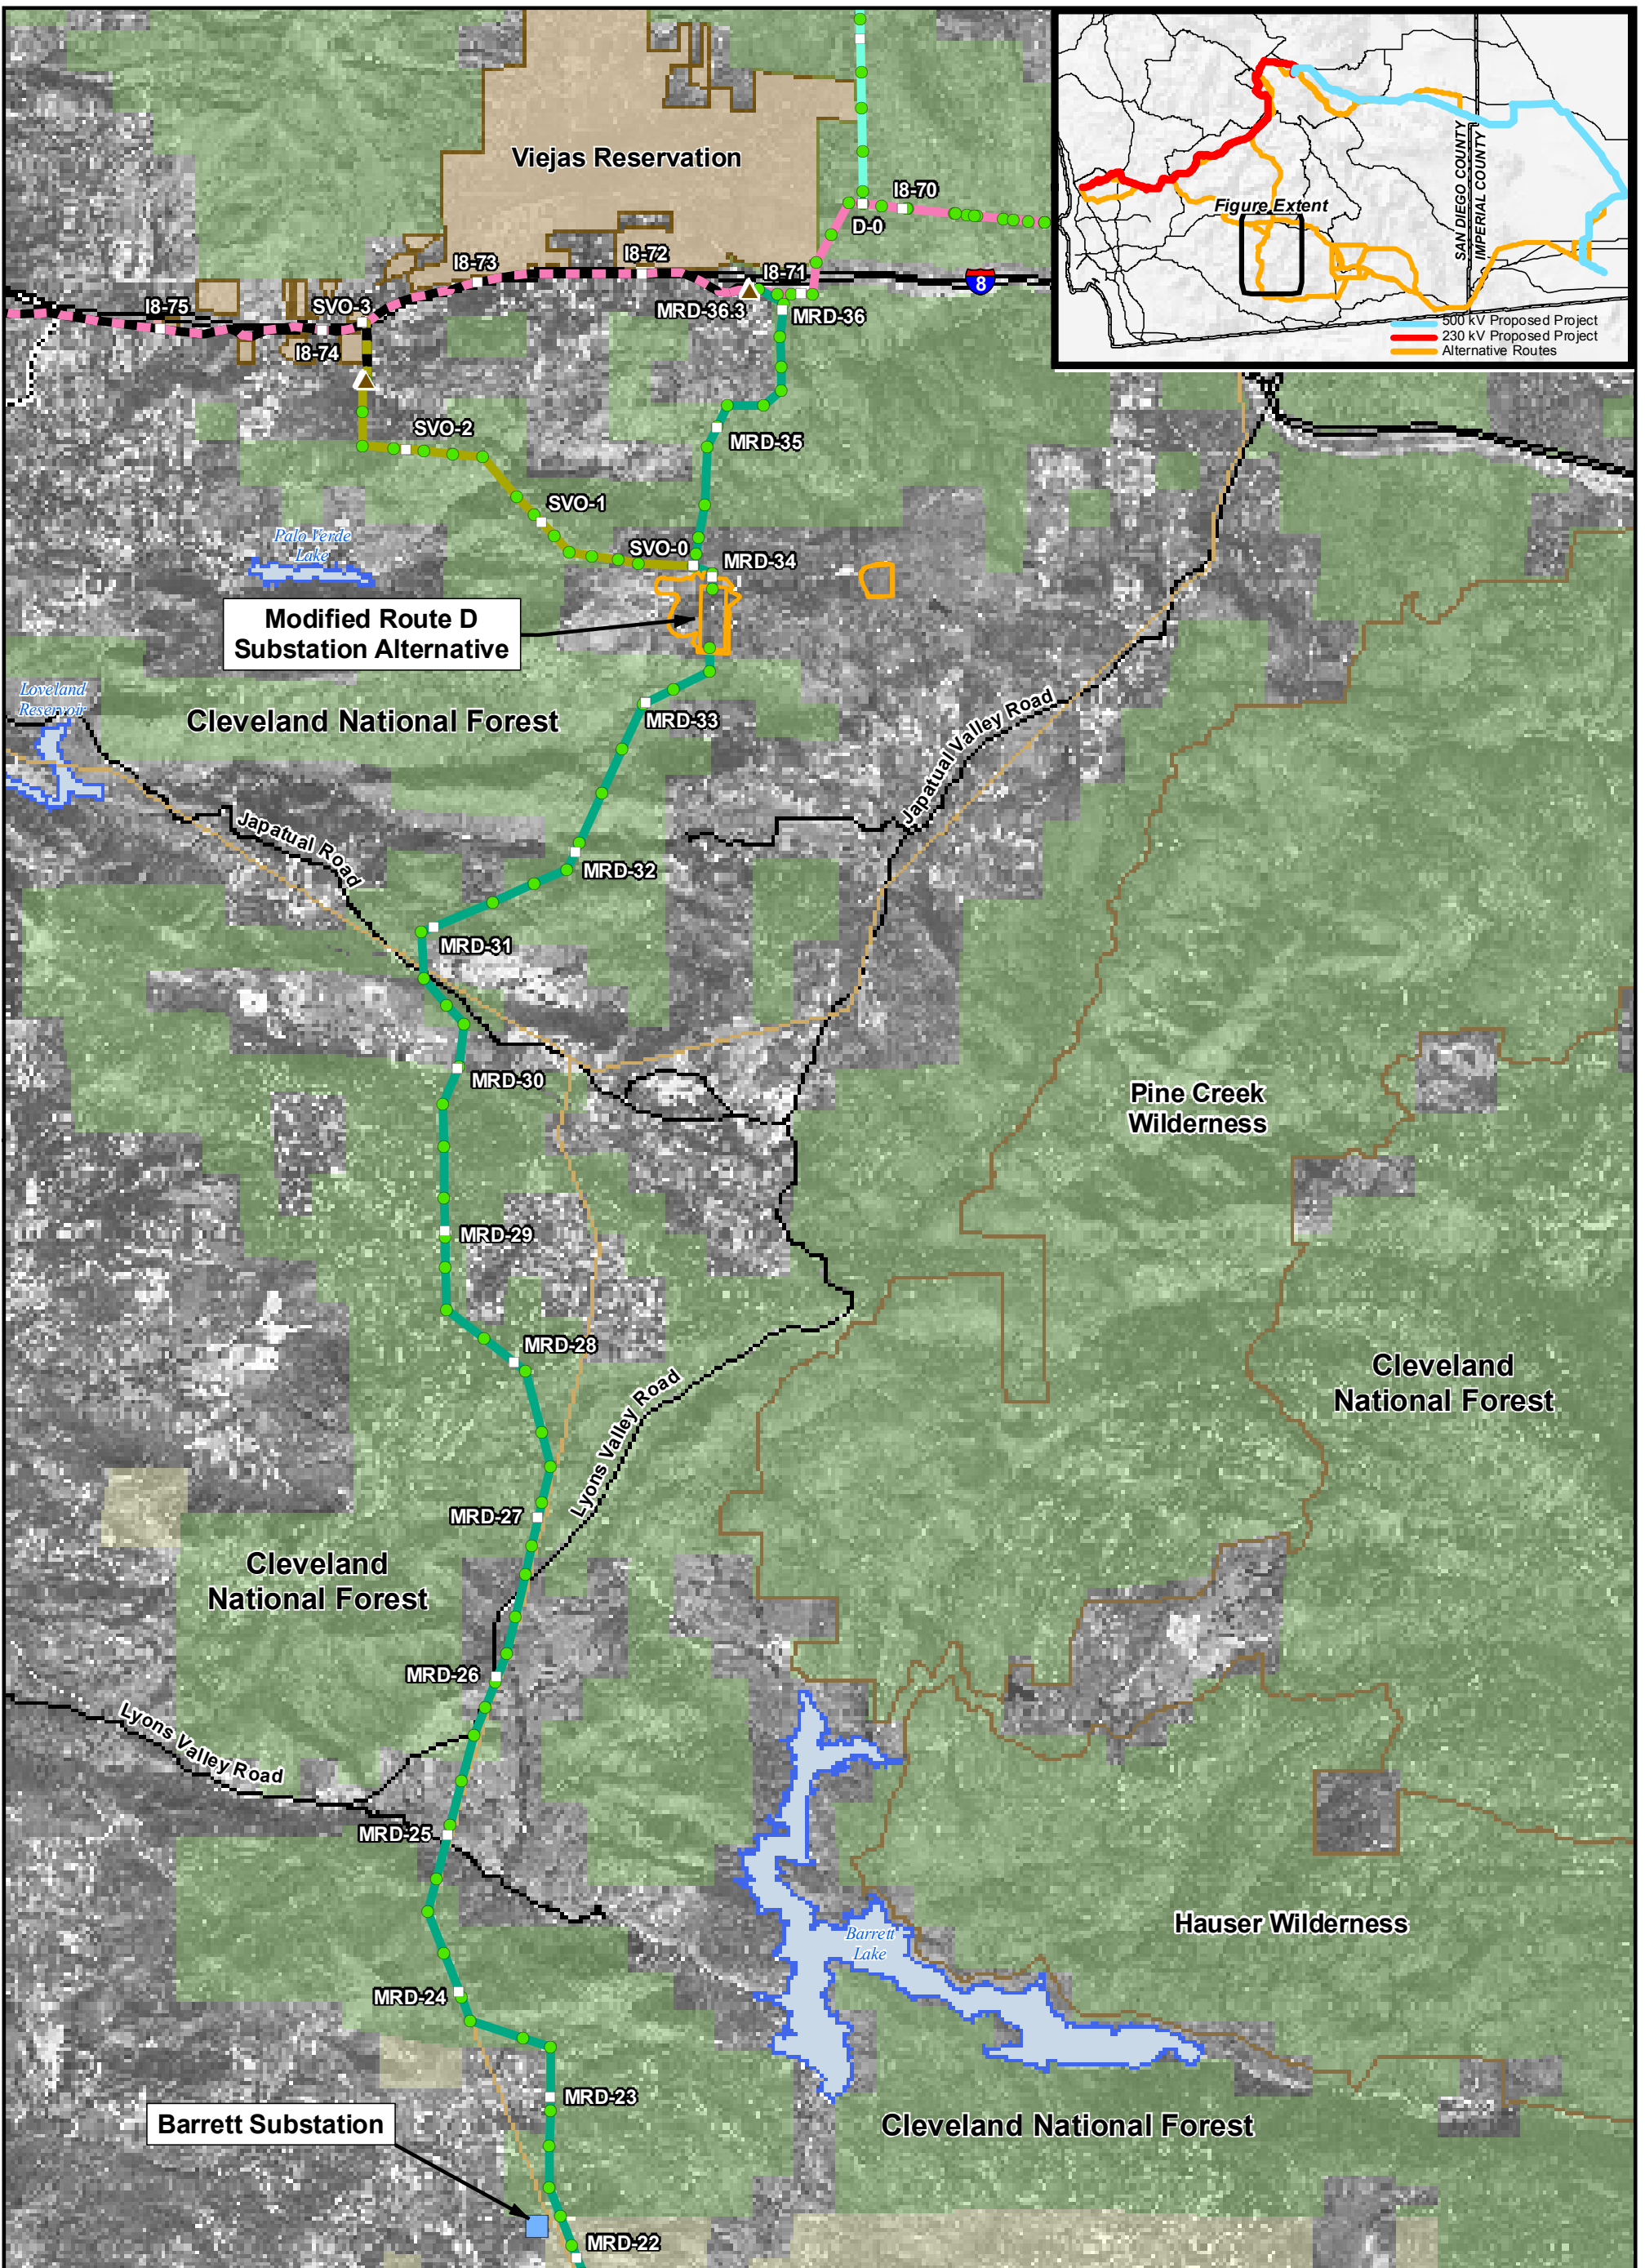 Viejas Reservation
I8-70
D-0
I8-73
I8-72
I8-71
I8-75
SVO-3
MRD-36.3
MRD-36
8
I8-74
Figure Extent
SAN DIEGO COUNTY
IMPERIAL COUNTY
500 kV Proposed Project
230 kV Proposed Project
Alternative Routes
SVO-2
MRD-35
SVO-1
Palo Verde
Lake
SVO-0
MRD-34
Modified Route D
Substation Alternative
Loveland
Reservoir
Cleveland National Forest
MRD-33
Japatual Valley Road
Japatual Road
MRD-32
MRD-31
MRD-30
Pine Creek
Wilderness
MRD-29
MRD-28
Cleveland
National Forest
Lyons Valley Road
MRD-27
Cleveland
National Forest
MRD-26
Lyons Valley Road
MRD-25
Hauser Wilderness
Barrett
Lake
MRD-24
MRD-23
Barrett Substation
Cleveland National Forest
MRD-22